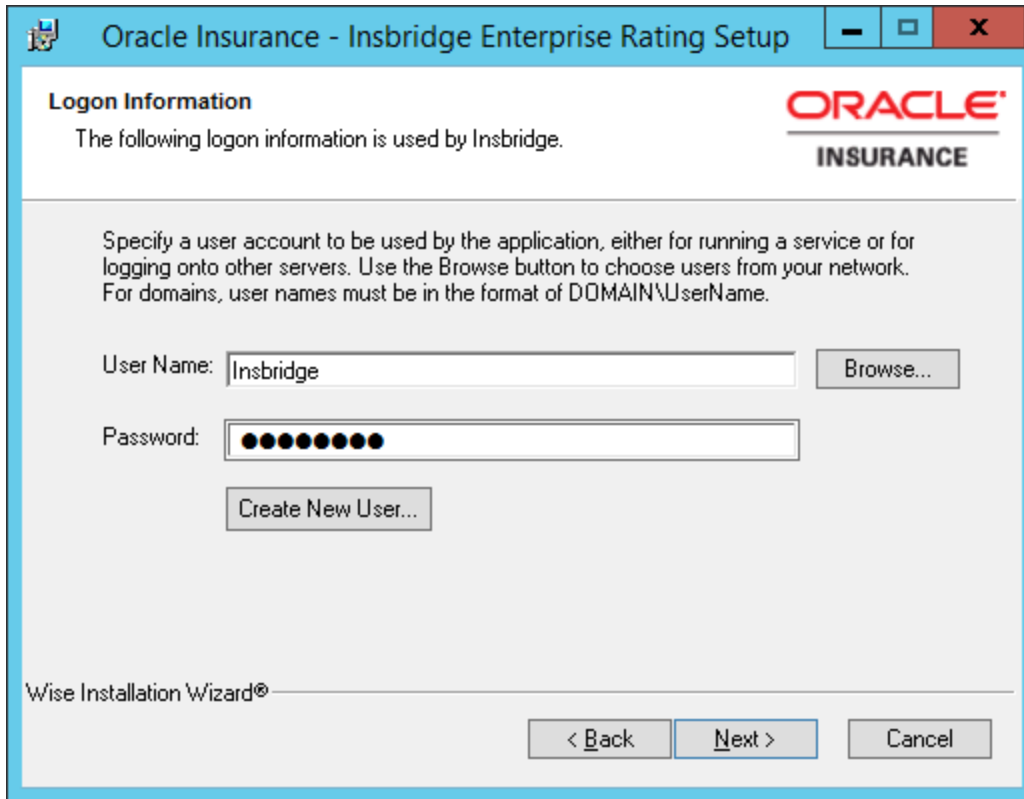 Oracle Insurance - Insbridge Enterprise Rating Setup
Logon Information
The following logon information is used by Insbridge.
ORACLE
INSURANCE
Specify a user account to be used by the application, either for running a service or for
logging onto other servers. Use the Browse button to choose users from your network.
For domains, user names must be in the format of DOMAIN\UserName.
User Name: Insbridge Browse...
Password: ●●●●●●●●
Create New User...
Wise Installation Wizard®
< Back Next > Cancel